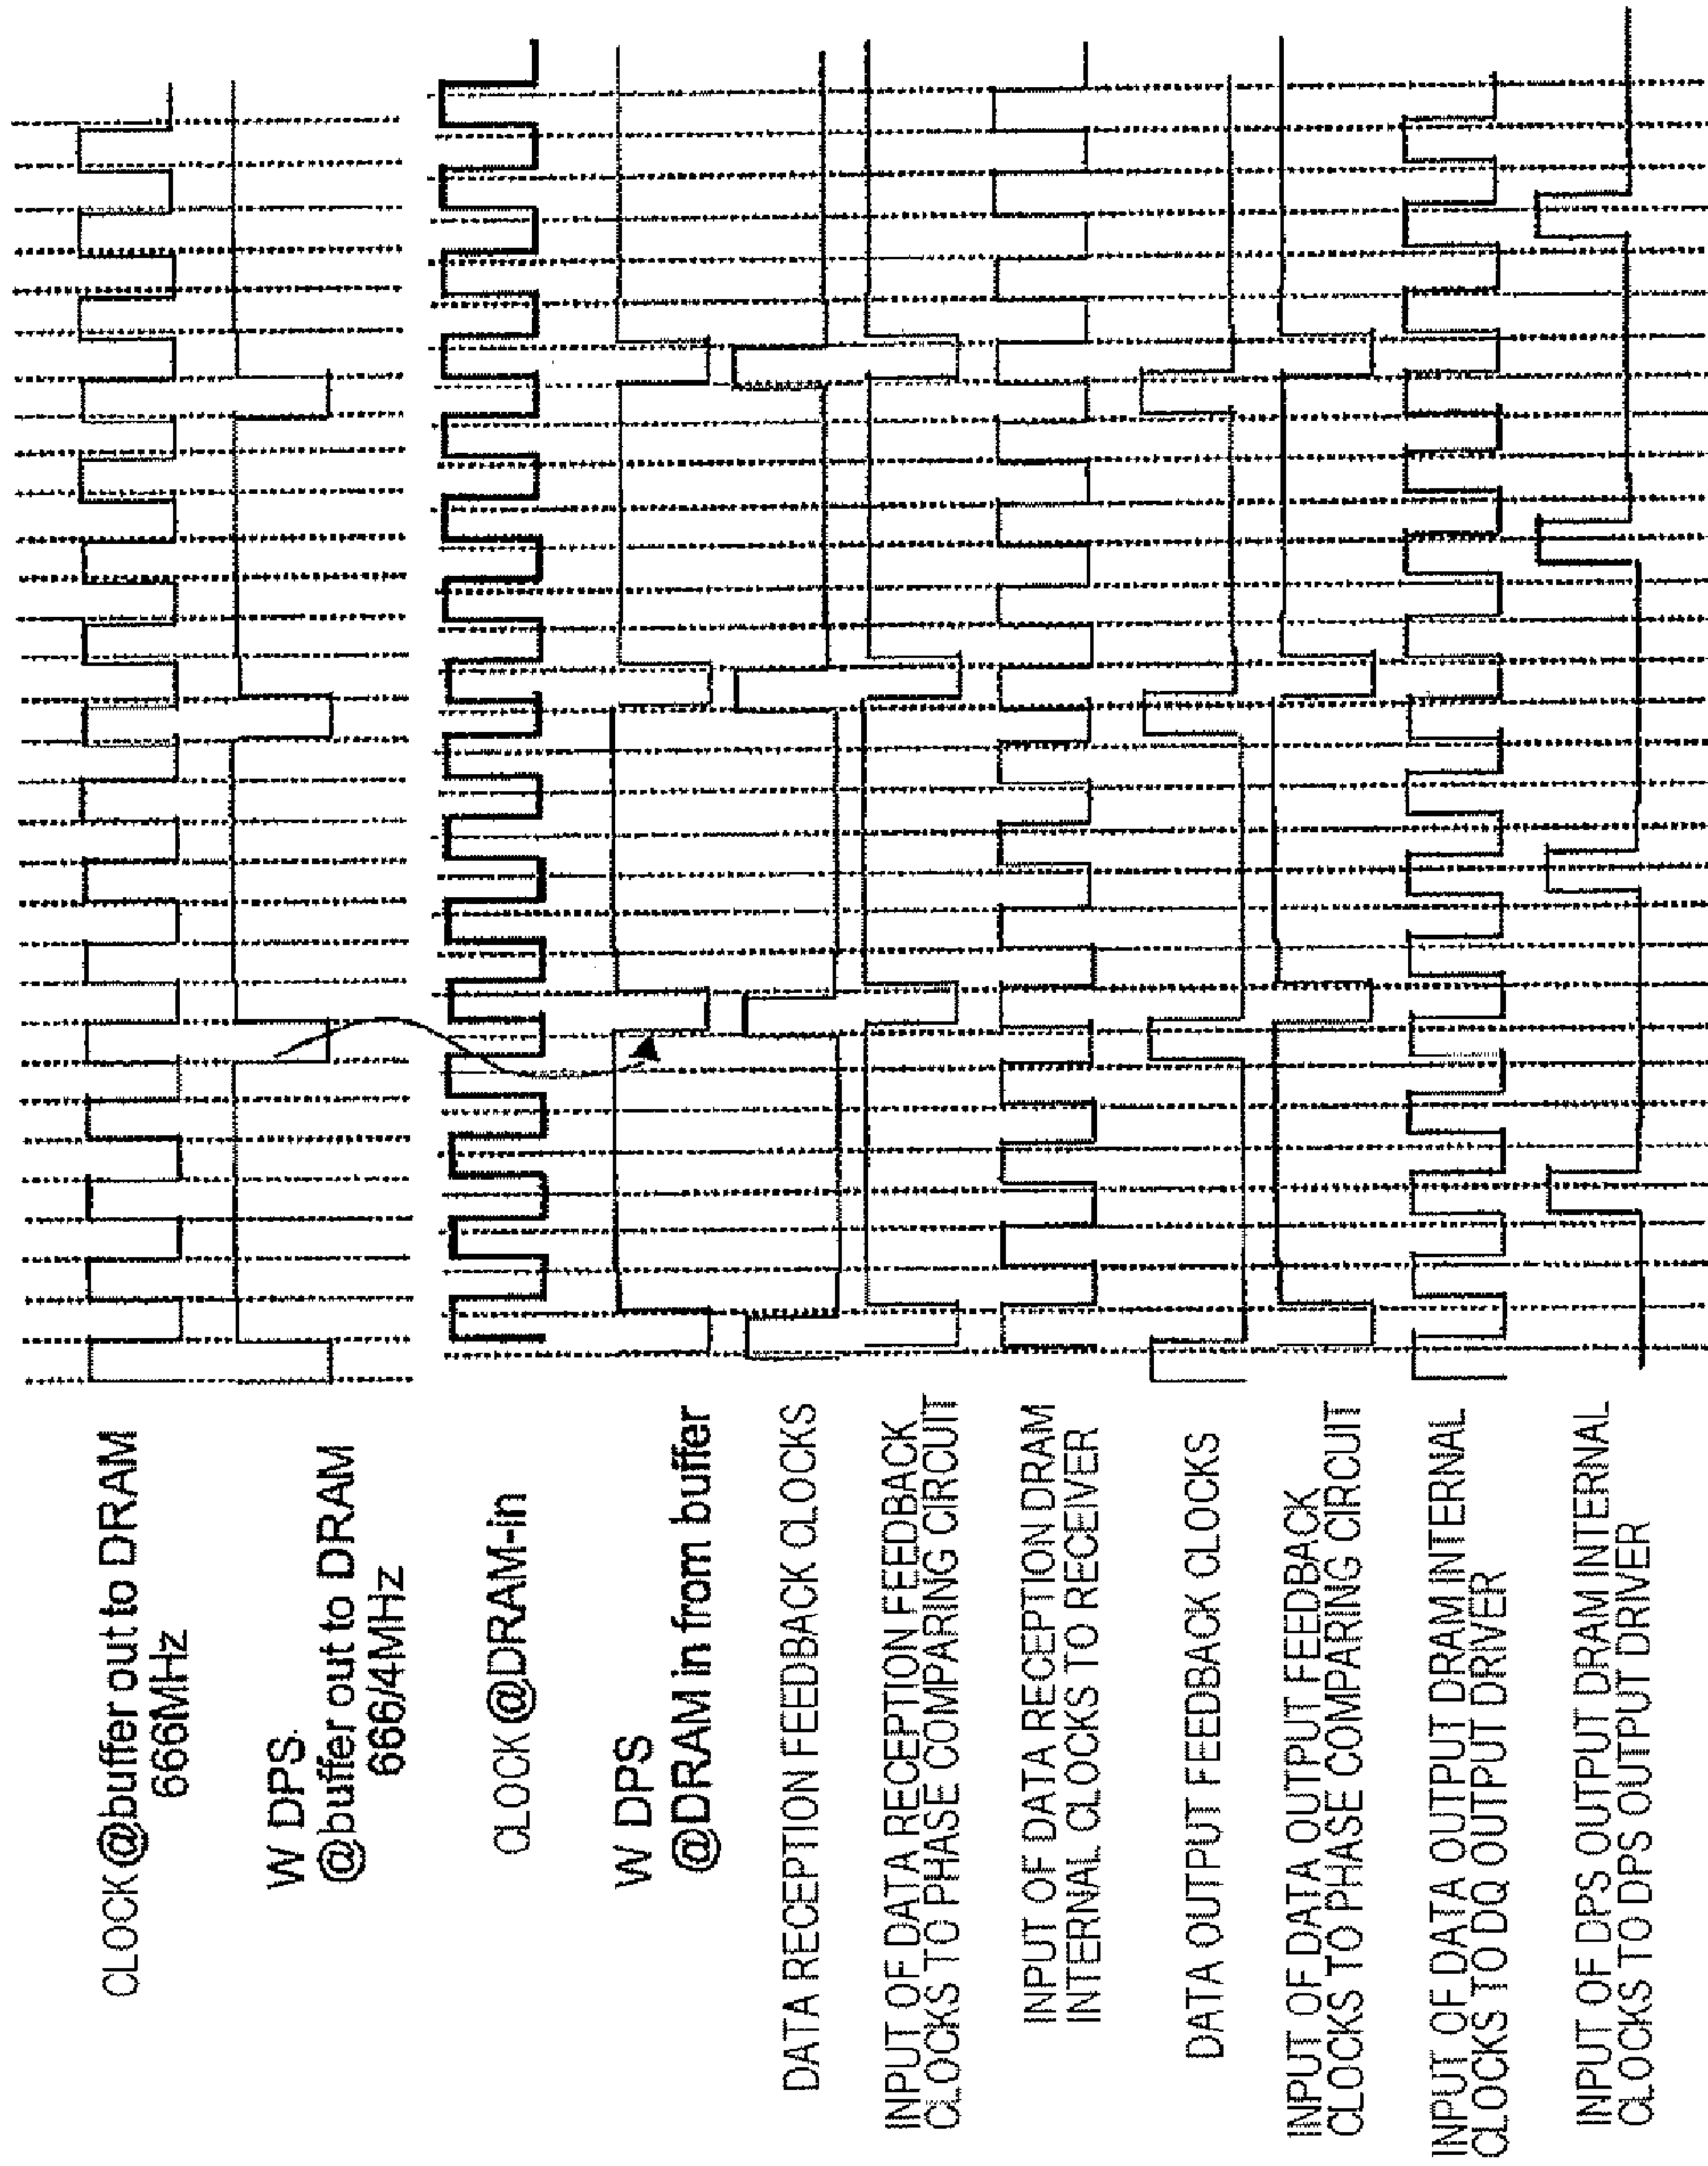 CLOCK@buffer out to DRAM
666MHz
W DPS
@buffer out to DRAM
666/4MHz
CLOCK@DRAM-in
W DPS
@DRAM in from buffer
DATA RECEPTION FEEDBACK CLOCKS
INPUT OF DATA RECEPTION FEEDBACK
CLOCKS TO PHASE COMPARING CIRCUIT
INPUT OF DATA RECEPTION DRAM
INTERNAL CLOCKS TO RECEIVER
DATA OUTPUT FEEDBACK CLOCKS
INPUT OF DATA OUTPUT FEEDBACK
CLOCKS TO PHASE COMPARING CIRCUIT
INPUT OF DATA OUTPUT DRAM INTERNAL
CLOCKS TO DQ OUTPUT DRIVER
INPUT OF DPS OUTPUT DRAM INTERNAL
CLOCKS TO DPS OUTPUT DRIVER